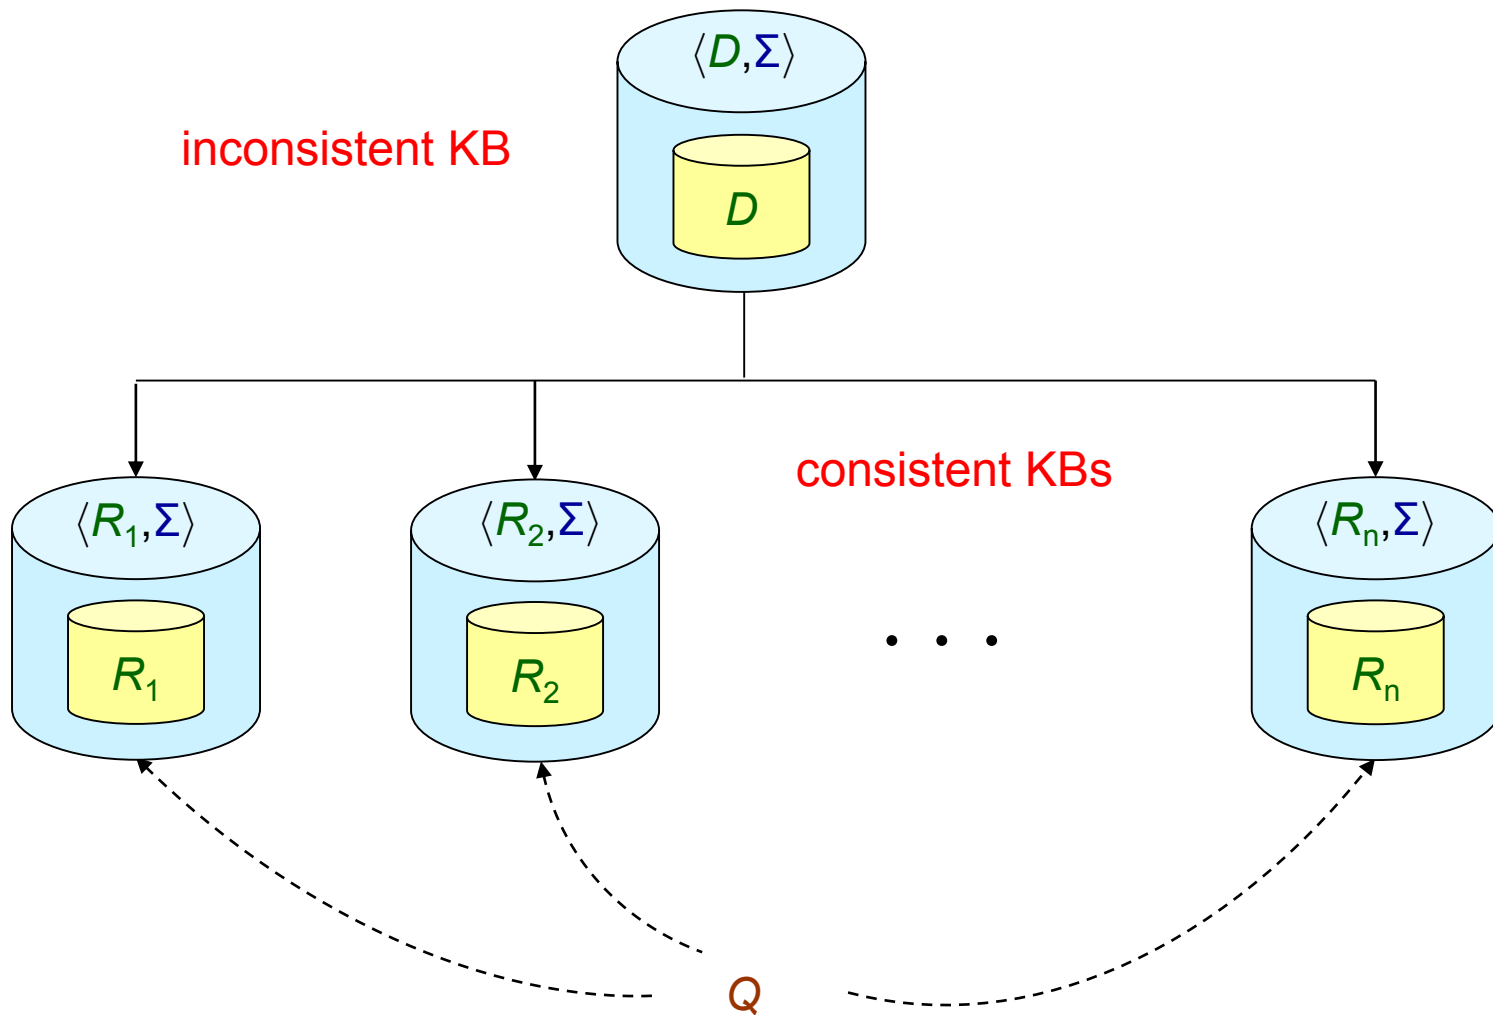 ⟨D,Σ⟩
inconsistent KB
D
consistent KBs
⟨R₁,Σ⟩
⟨R₂,Σ⟩
⟨Rₙ,Σ⟩
R₁
R₂
. . .
Rₙ
Q